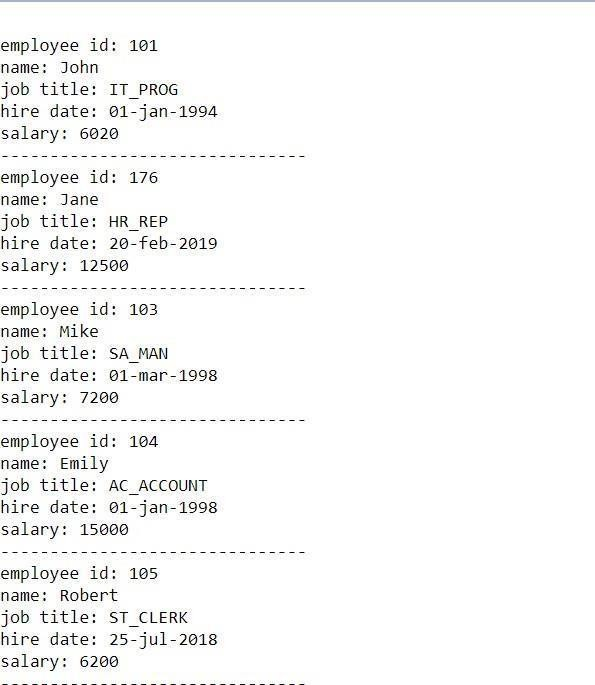 employee id: 101
name: John
job title: IT_PROG
hire date: 01-jan-1994
salary: 6020
-------------------------------
employee id: 176
name: Jane
job title: HR_REP
hire date: 20-feb-2019
salary: 12500
-------------------------------
employee id: 103
name: Mike
job title: SA_MAN
hire date: 01-mar-1998
salary: 7200
-------------------------------
employee id: 104
name: Emily
job title: AC_ACCOUNT
hire date: 01-jan-1998
salary: 15000
-------------------------------
employee id: 105
name: Robert
job title: ST_CLERK
hire date: 25-jul-2018
salary: 6200
-------------------------------